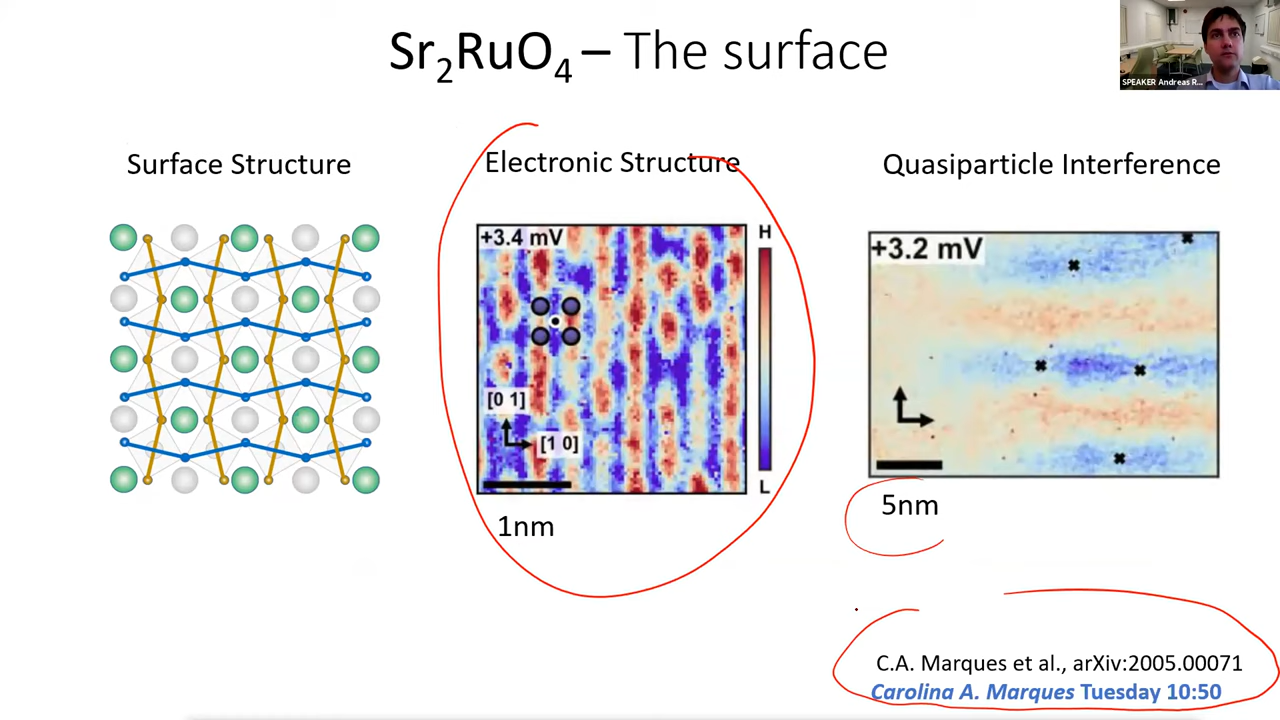 Sr2RuO4 – The surface
SPEAKER Andreas R...
Surface Structure
Electronic Structure
Quasiparticle Interference
+3.4 mV
[0 1]
[1 0]
H
L
1nm
+3.2 mV
5nm
C.A. Marques et al., arXiv:2005.00071
Carolina A. Marques Tuesday 10:50